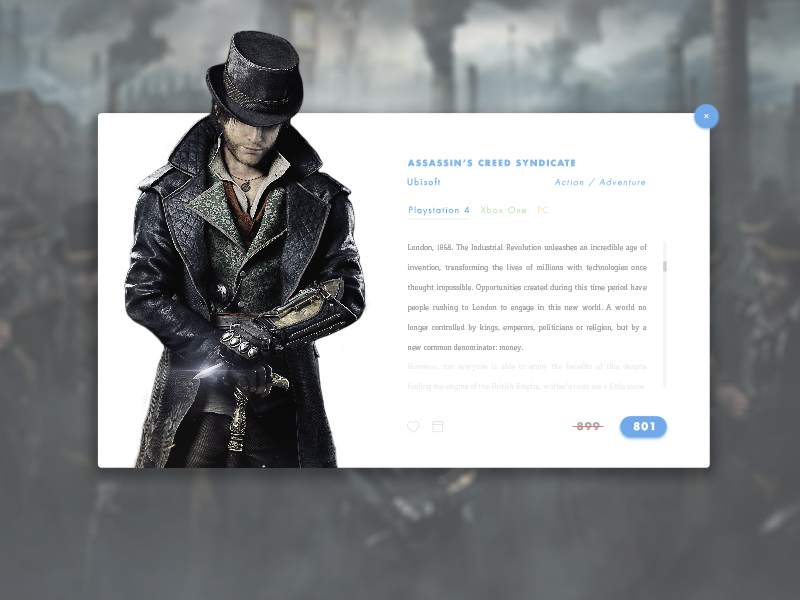 ×
ASSASSIN'S CREED SYNDICATE
Ubisoft Action / Adventure
Playstation 4 Xbox One PC
London, 1868. The Industrial Revolution unleashes an incredible age of
invention, transforming the lives of millions with technologies once
thought impossible. Opportunities created during this time period have
people rushing to London to engage in this new world. A world no
longer controlled by kings, emperors, politicians or religion, but by a
new common denominator: money.
However, not everyone is able to enjoy the benefits of this despite
fueling the engine of the British Empire, worker's lives are a little more
899 801